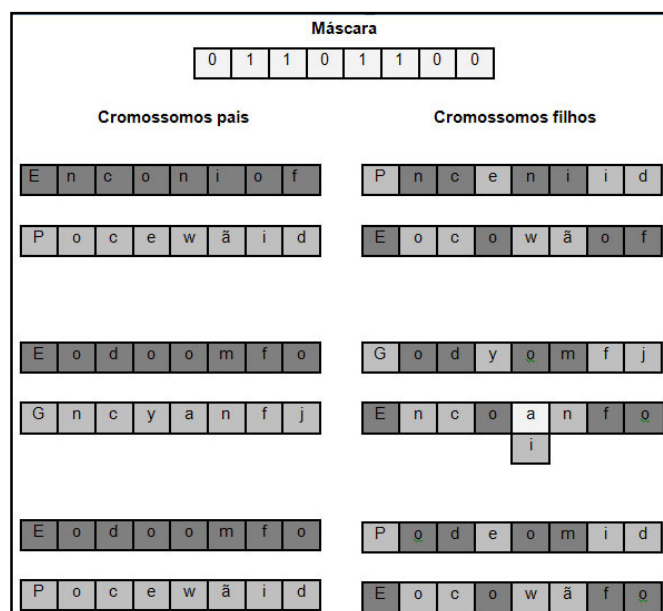 Máscara
0 1 1 0 1 1 0 0
Cromossomos pais Cromossomos filhos
E n c o n i o f P n c e n i i d
P o c e w ã i d E o c o w ã o f
E o d o o m f o G o d y o m f j
G n c y a n f j E n c o a n f o
i
E o d o o m f o P o d e o m i d
P o c e w ã i d E o c o w ã f o